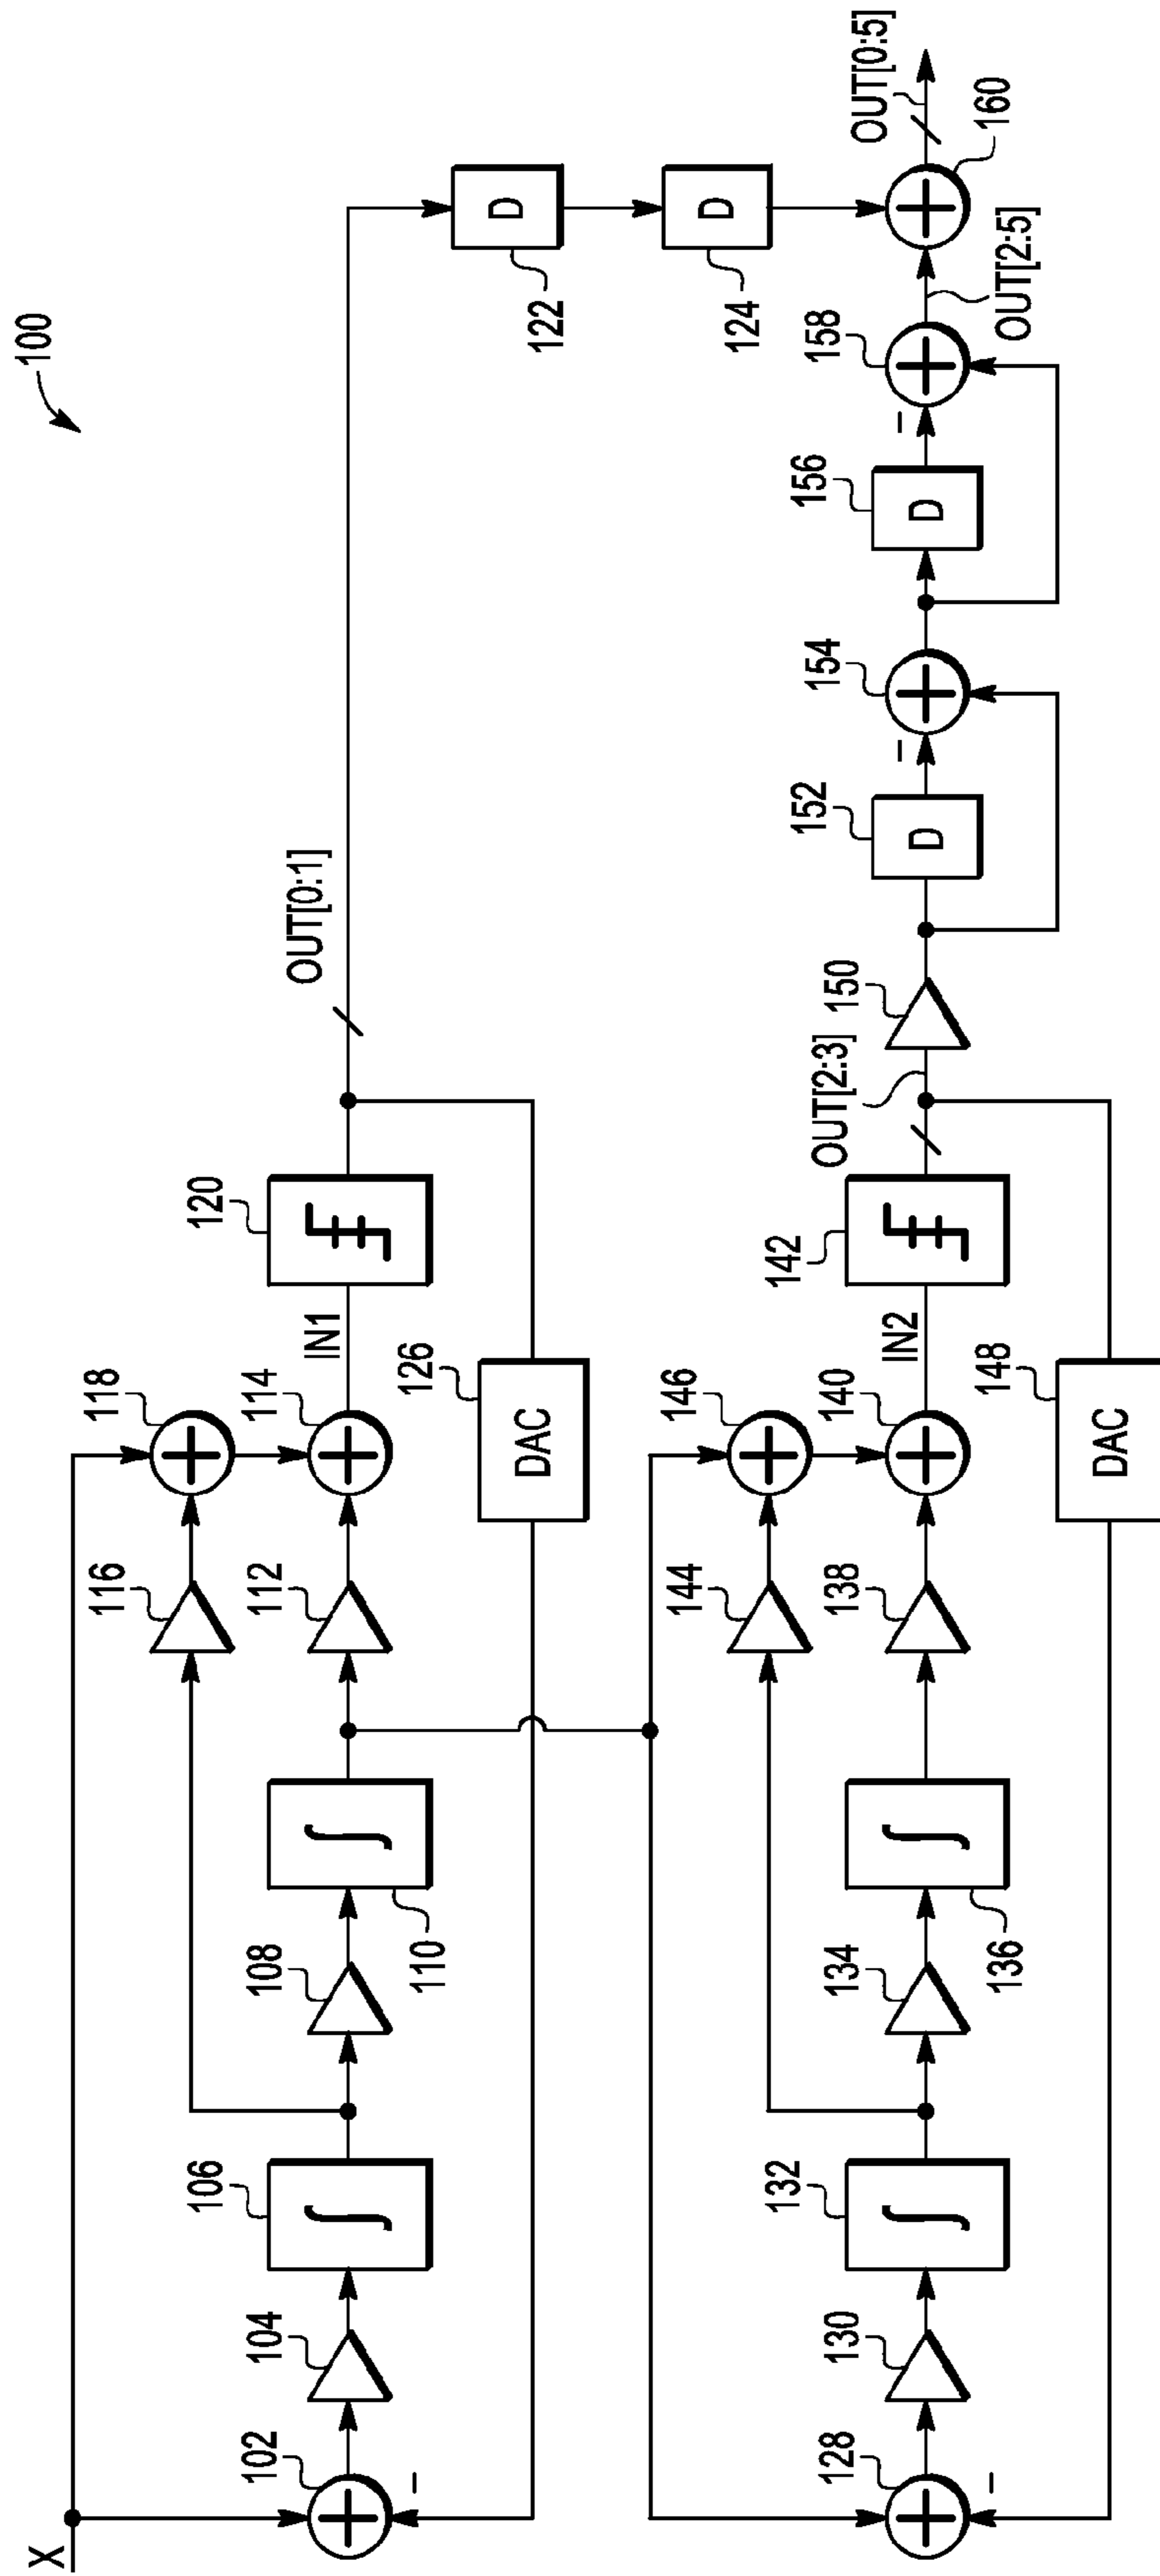 100
X
102
104
106
108
110
116
112
118
114
IN1
120
126
DAC
OUT[0:1]
122
D
124
D
128
130
132
134
136
144
138
146
140
IN2
142
148
DAC
OUT[2:3]
150
152
D
154
–
156
D
158
–
OUT[2:5]
160
OUT[0:5]
–
–